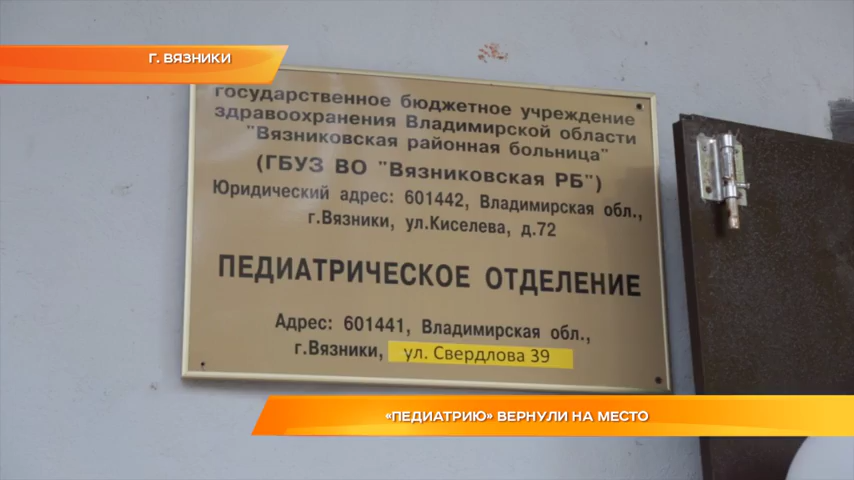 Г. ВЯЗНИКИ
государственное бюджетное учреждение
здравоохранения Владимирской области
"Вязниковская районная больница"
(ГБУЗ ВО "Вязниковская РБ")
Юридический адрес: 601442, Владимирская обл.,
г.Вязники, ул.Киселева, д.72
ПЕДИАТРИЧЕСКОЕ ОТДЕЛЕНИЕ
Адрес: 601441, Владимирская обл.,
г.Вязники, ул. Свердлова 39
«ПЕДИАТРИЮ» ВЕРНУЛИ НА МЕСТО